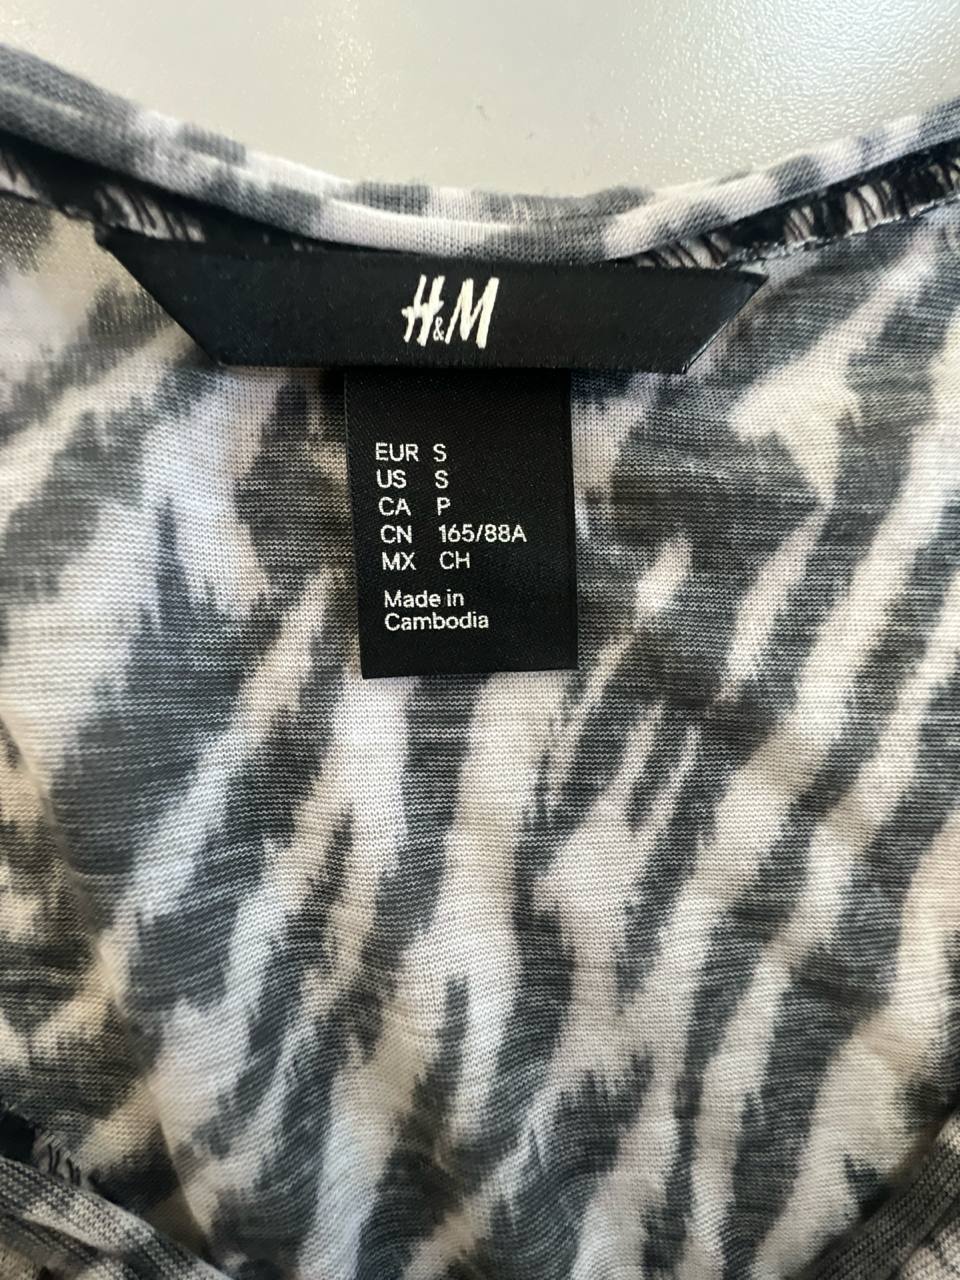 H&M
EUR S
US S
CA P
CN 165/88A
MX CH
Made in
Cambodia